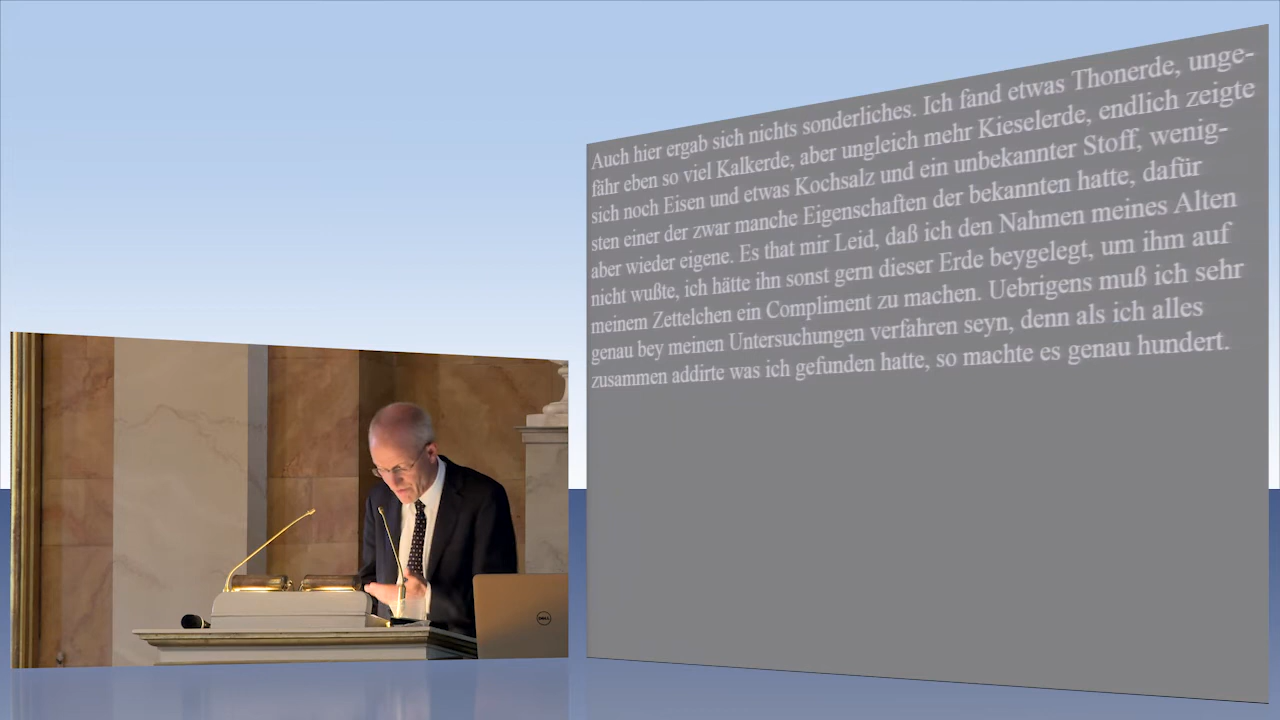 Auch hier ergab sich nichts sonderliches. Ich fand etwas Thonerde, unge-
fähr eben so viel Kalkerde, aber ungleich mehr Kieselerde, endlich zeigte
sich noch Eisen und etwas Kochsalz und ein unbekannter Stoff, wenig-
sten einer der zwar manche Eigenschaften der bekannten hatte, dafür
aber wieder eigene. Es that mir Leid, daß ich den Nahmen meines Alten
nicht wußte, ich hätte ihn sonst gern dieser Erde beygelegt, um ihm auf
meinem Zettelchen ein Compliment zu machen. Uebrigens muß ich sehr
genau bey meinen Untersuchungen verfahren seyn, denn als ich alles
zusammen addirte was ich gefunden hatte, so machte es genau hundert.
DELL